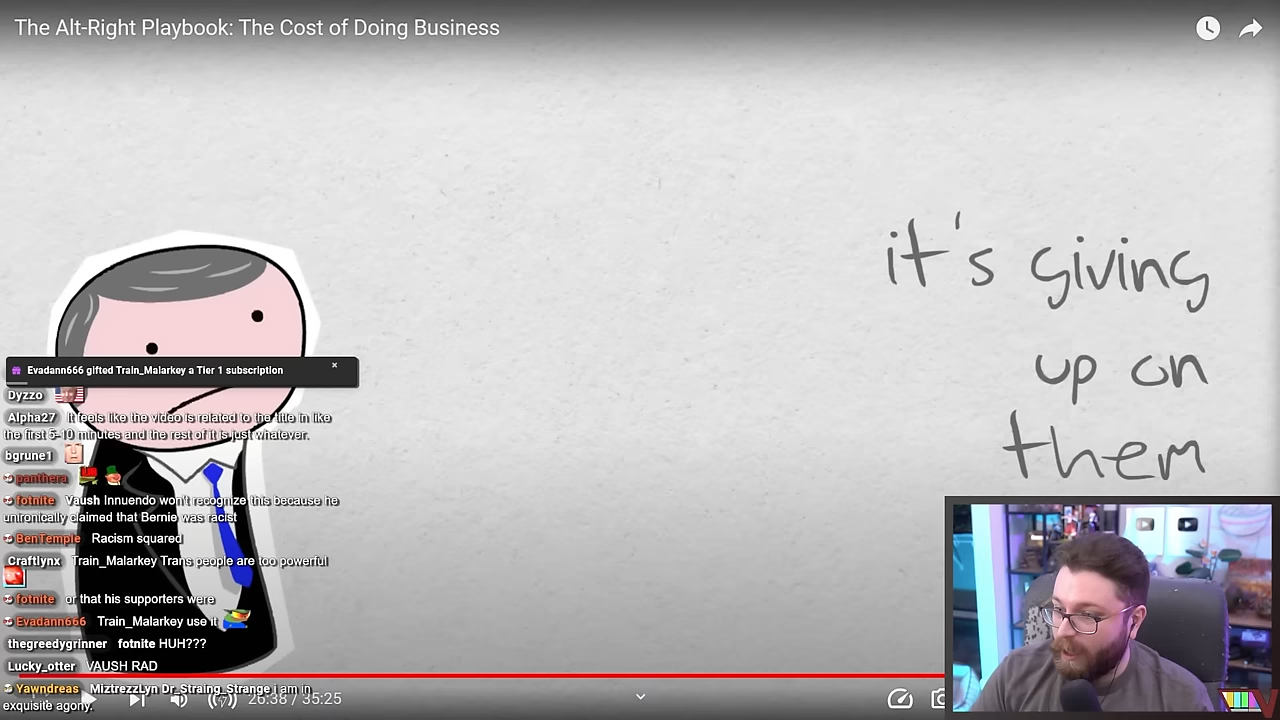 The Alt-Right Playbook: The Cost of Doing Business
it's giving
up on
them
Evadann666 gifted Train_Malarkey a Tier 1 subscription
Dyzzo
Alpha27 It feels like the video is related to the title in like
the first 5-10 minutes and the rest of it is just whatever.
bgrune1
panthera
fotnite Vaush Innuendo won't recognize this because he
unironically claimed that Bernie was racist
BenTemple Racism squared
Craftlynx Train_Malarkey Trans people are too powerful
fotnite or that his supporters were
Evadann666 Train_Malarkey use it
thegreedygrinner fotnite HUH???
Lucky_otter VAUSH RAD
Yawndreas MiztrezzLyn Dr_Straing_Strange I am in
exquisite agony.
26:38 / 35:25